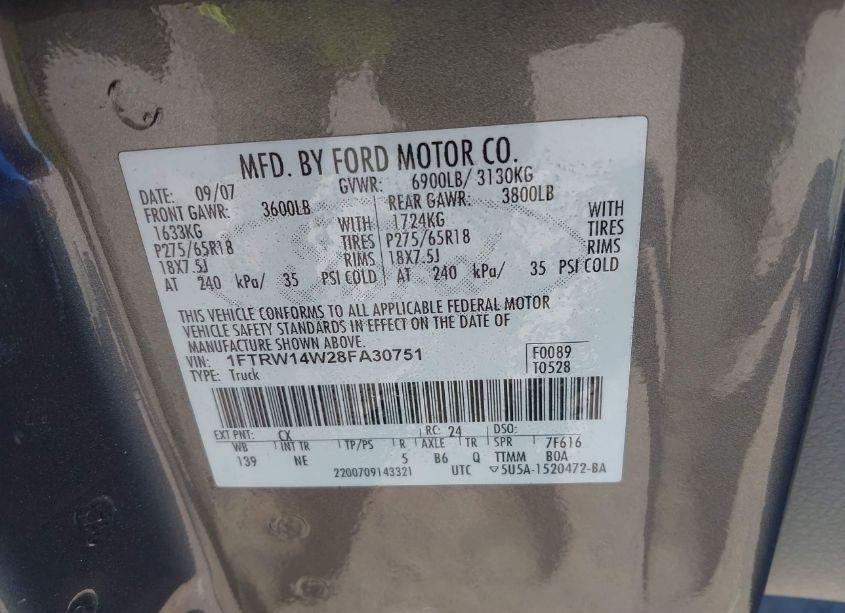 MFD. BY FORD MOTOR CO.
DATE: 09/07 GVWR: 6900LB/ 3130KG
FRONT GAWR: 3600LB REAR GAWR: 3800LB
1633KG WITH 1724KG WITH
P275/65R18 TIRES P275/65R18 TIRES
18X7.5J RIMS 18X7.5J RIMS
AT 240 kPa/ 35 PSI COLD AT 240 kPa/ 35 PSI COLD
THIS VEHICLE CONFORMS TO ALL APPLICABLE FEDERAL MOTOR
VEHICLE SAFETY STANDARDS IN EFFECT ON THE DATE OF
MANUFACTURE SHOWN ABOVE.
VIN: 1FTRW14W28FA30751 F0089
TYPE: Truck T0528
EXT PNT: CX RC: 24 DSO:
WB INT TR TP/PS R AXLE TR SPR 7F616
139 NE 5 B6 Q TTMM BOA
2200709143321 UTC ▽5U5A-1520472-BA